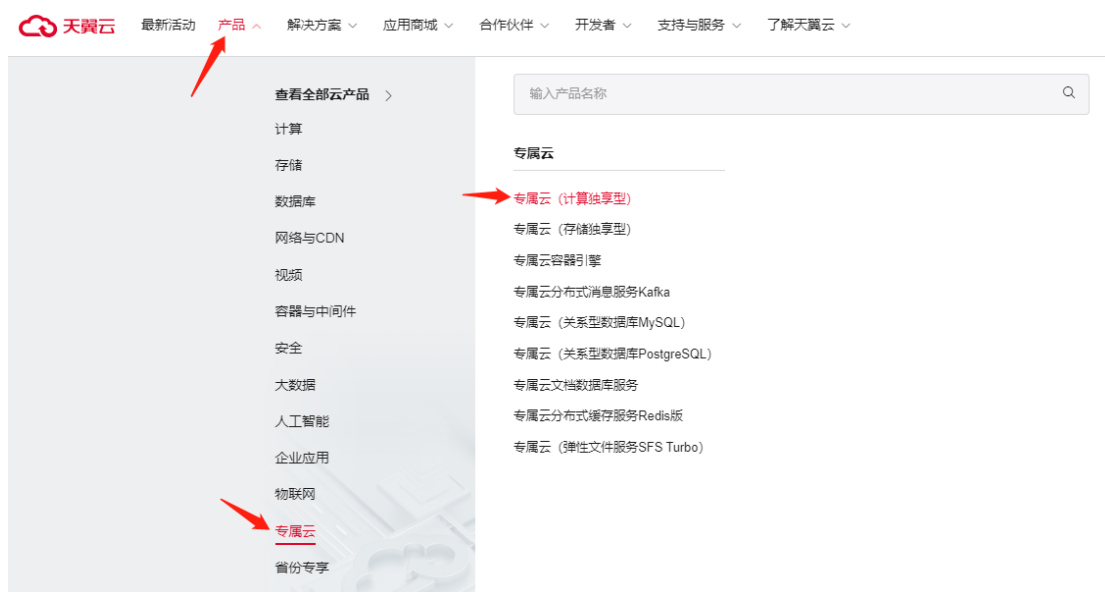 天翼云 最新活动 产品 解决方案 应用商城 合作伙伴 开发者 支持与服务 了解天翼云
查看全部云产品
计算
存储
数据库
网络与CDN
视频
容器与中间件
安全
大数据
人工智能
企业应用
物联网
专属云
省份专享
输入产品名称
专属云
专属云（计算独享型）
专属云（存储独享型）
专属云容器引擎
专属云分布式消息服务Kafka
专属云（关系型数据库MySQL）
专属云（关系型数据库PostgreSQL）
专属云文档数据库服务
专属云分布式缓存服务Redis版
专属云（弹性文件服务SFS Turbo）